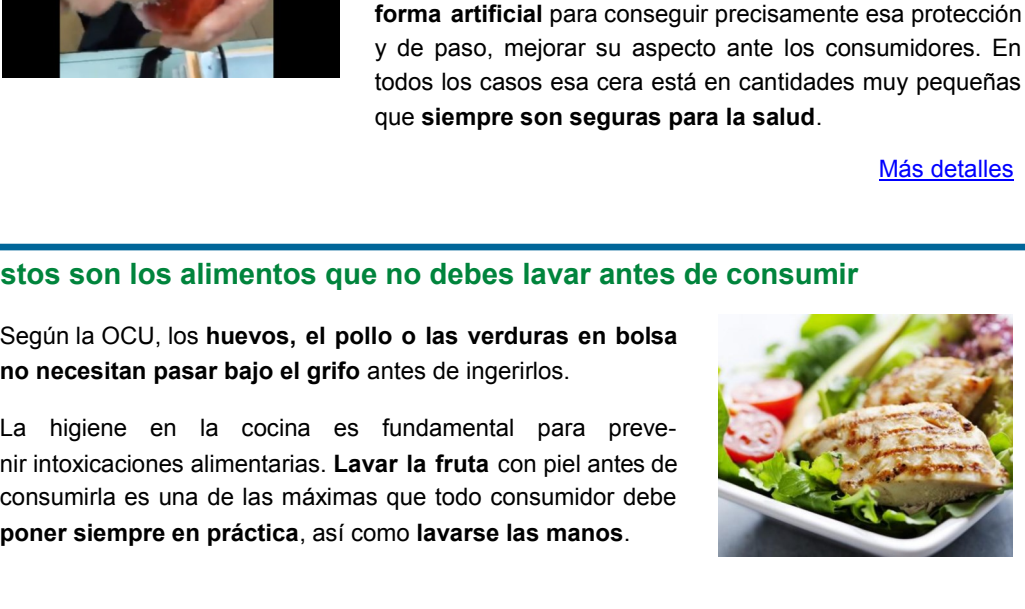 forma artificial para conseguir precisamente esa protección
y de paso, mejorar su aspecto ante los consumidores. En
todos los casos esa cera está en cantidades muy pequeñas
que siempre son seguras para la salud.
Más detalles
stos son los alimentos que no debes lavar antes de consumir
Según la OCU, los huevos, el pollo o las verduras en bolsa
no necesitan pasar bajo el grifo antes de ingerirlos.
La higiene en la cocina es fundamental para preve-
nir intoxicaciones alimentarias. Lavar la fruta con piel antes de
consumirla es una de las máximas que todo consumidor debe
poner siempre en práctica, así como lavarse las manos.